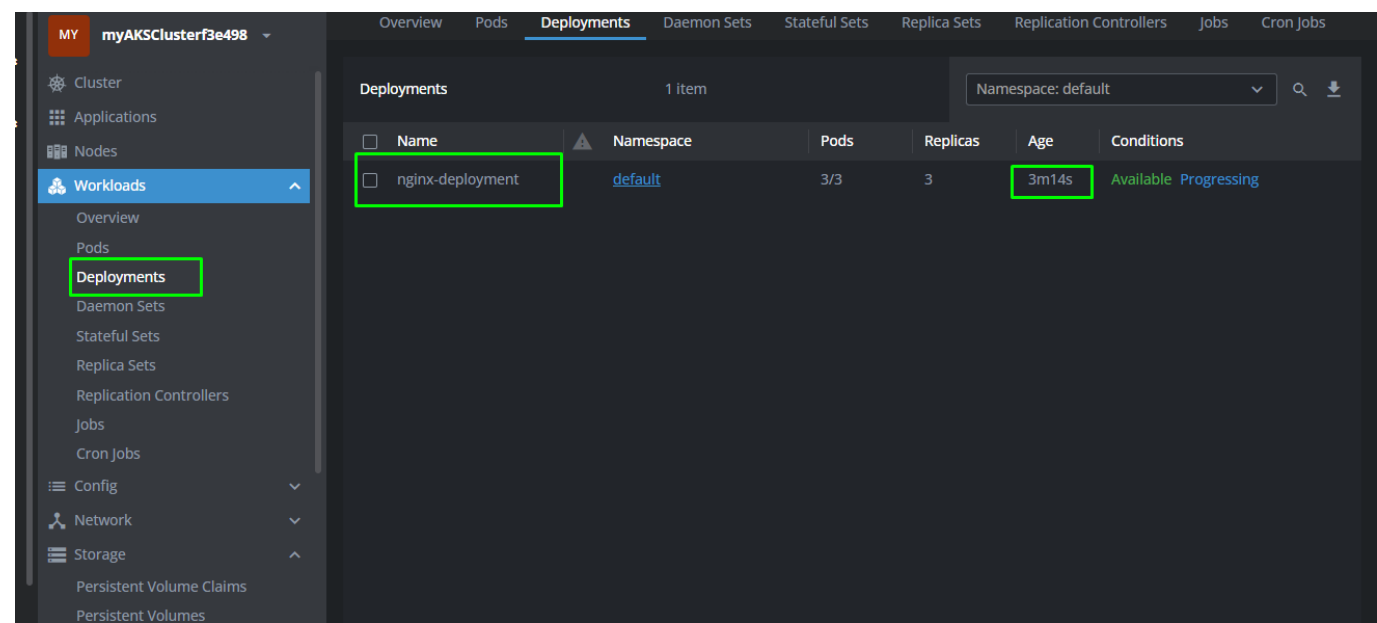 MY myAKSClusterf3e498
Overview Pods Deployments Daemon Sets Stateful Sets Replica Sets Replication Controllers Jobs Cron Jobs
Cluster
Applications
Nodes
Workloads
Overview
Pods
Deployments
Daemon Sets
Stateful Sets
Replica Sets
Replication Controllers
Jobs
Cron Jobs
Config
Network
Storage
Persistent Volume Claims
Persistent Volumes
Deployments 1 item Namespace: default
Name Namespace Pods Replicas Age Conditions
nginx-deployment default 3/3 3 3m14s Available Progressing